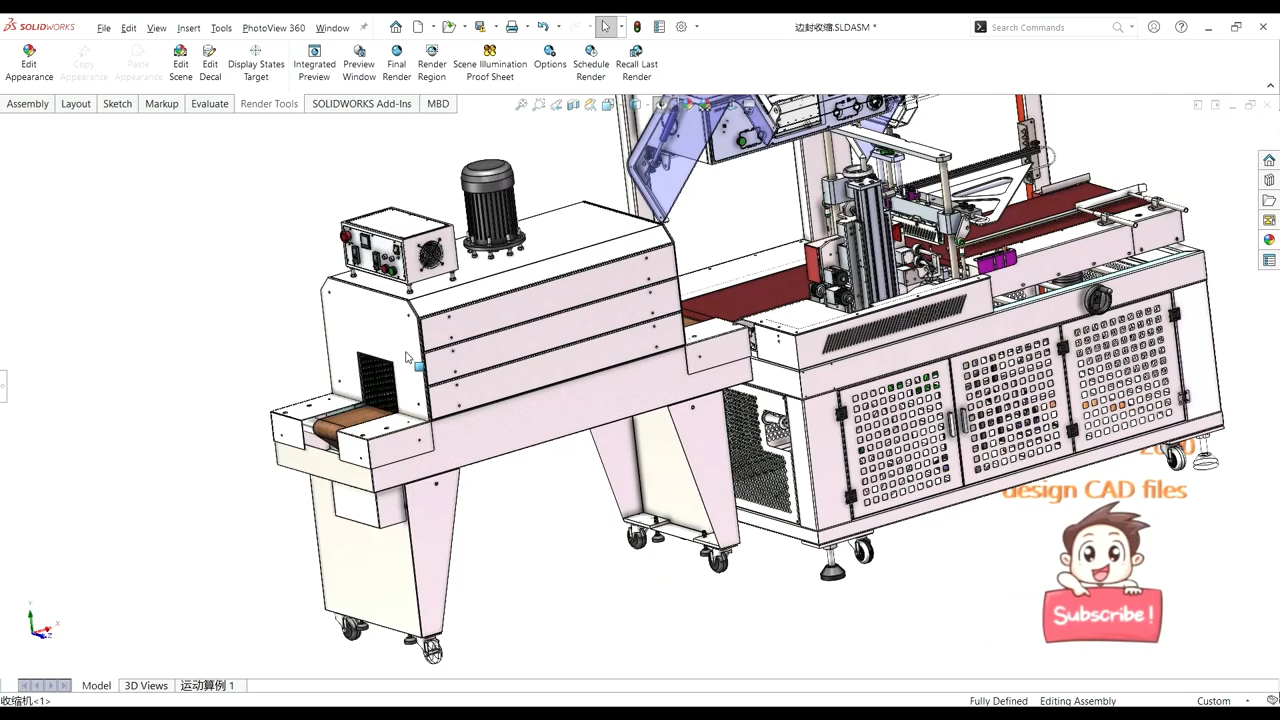 SOLIDWORKS File Edit View Insert Tools PhotoView 360 Window 边封收缩.SLDASM * Search Commands
Edit Appearance
Copy Appearance
Paste Appearance
Edit Scene
Edit Decal
Display States Target
Integrated Preview
Preview Window
Final Render
Render Region
Scene Illumination Proof Sheet
Options
Schedule Render
Recall Last Render
Assembly Layout Sketch Markup Evaluate Render Tools SOLIDWORKS Add-Ins MBD
design CAD files
Subscribe!
Y
X
Z
Model 3D Views 运动算例 1
收缩机<1> Fully Defined Editing Assembly Custom